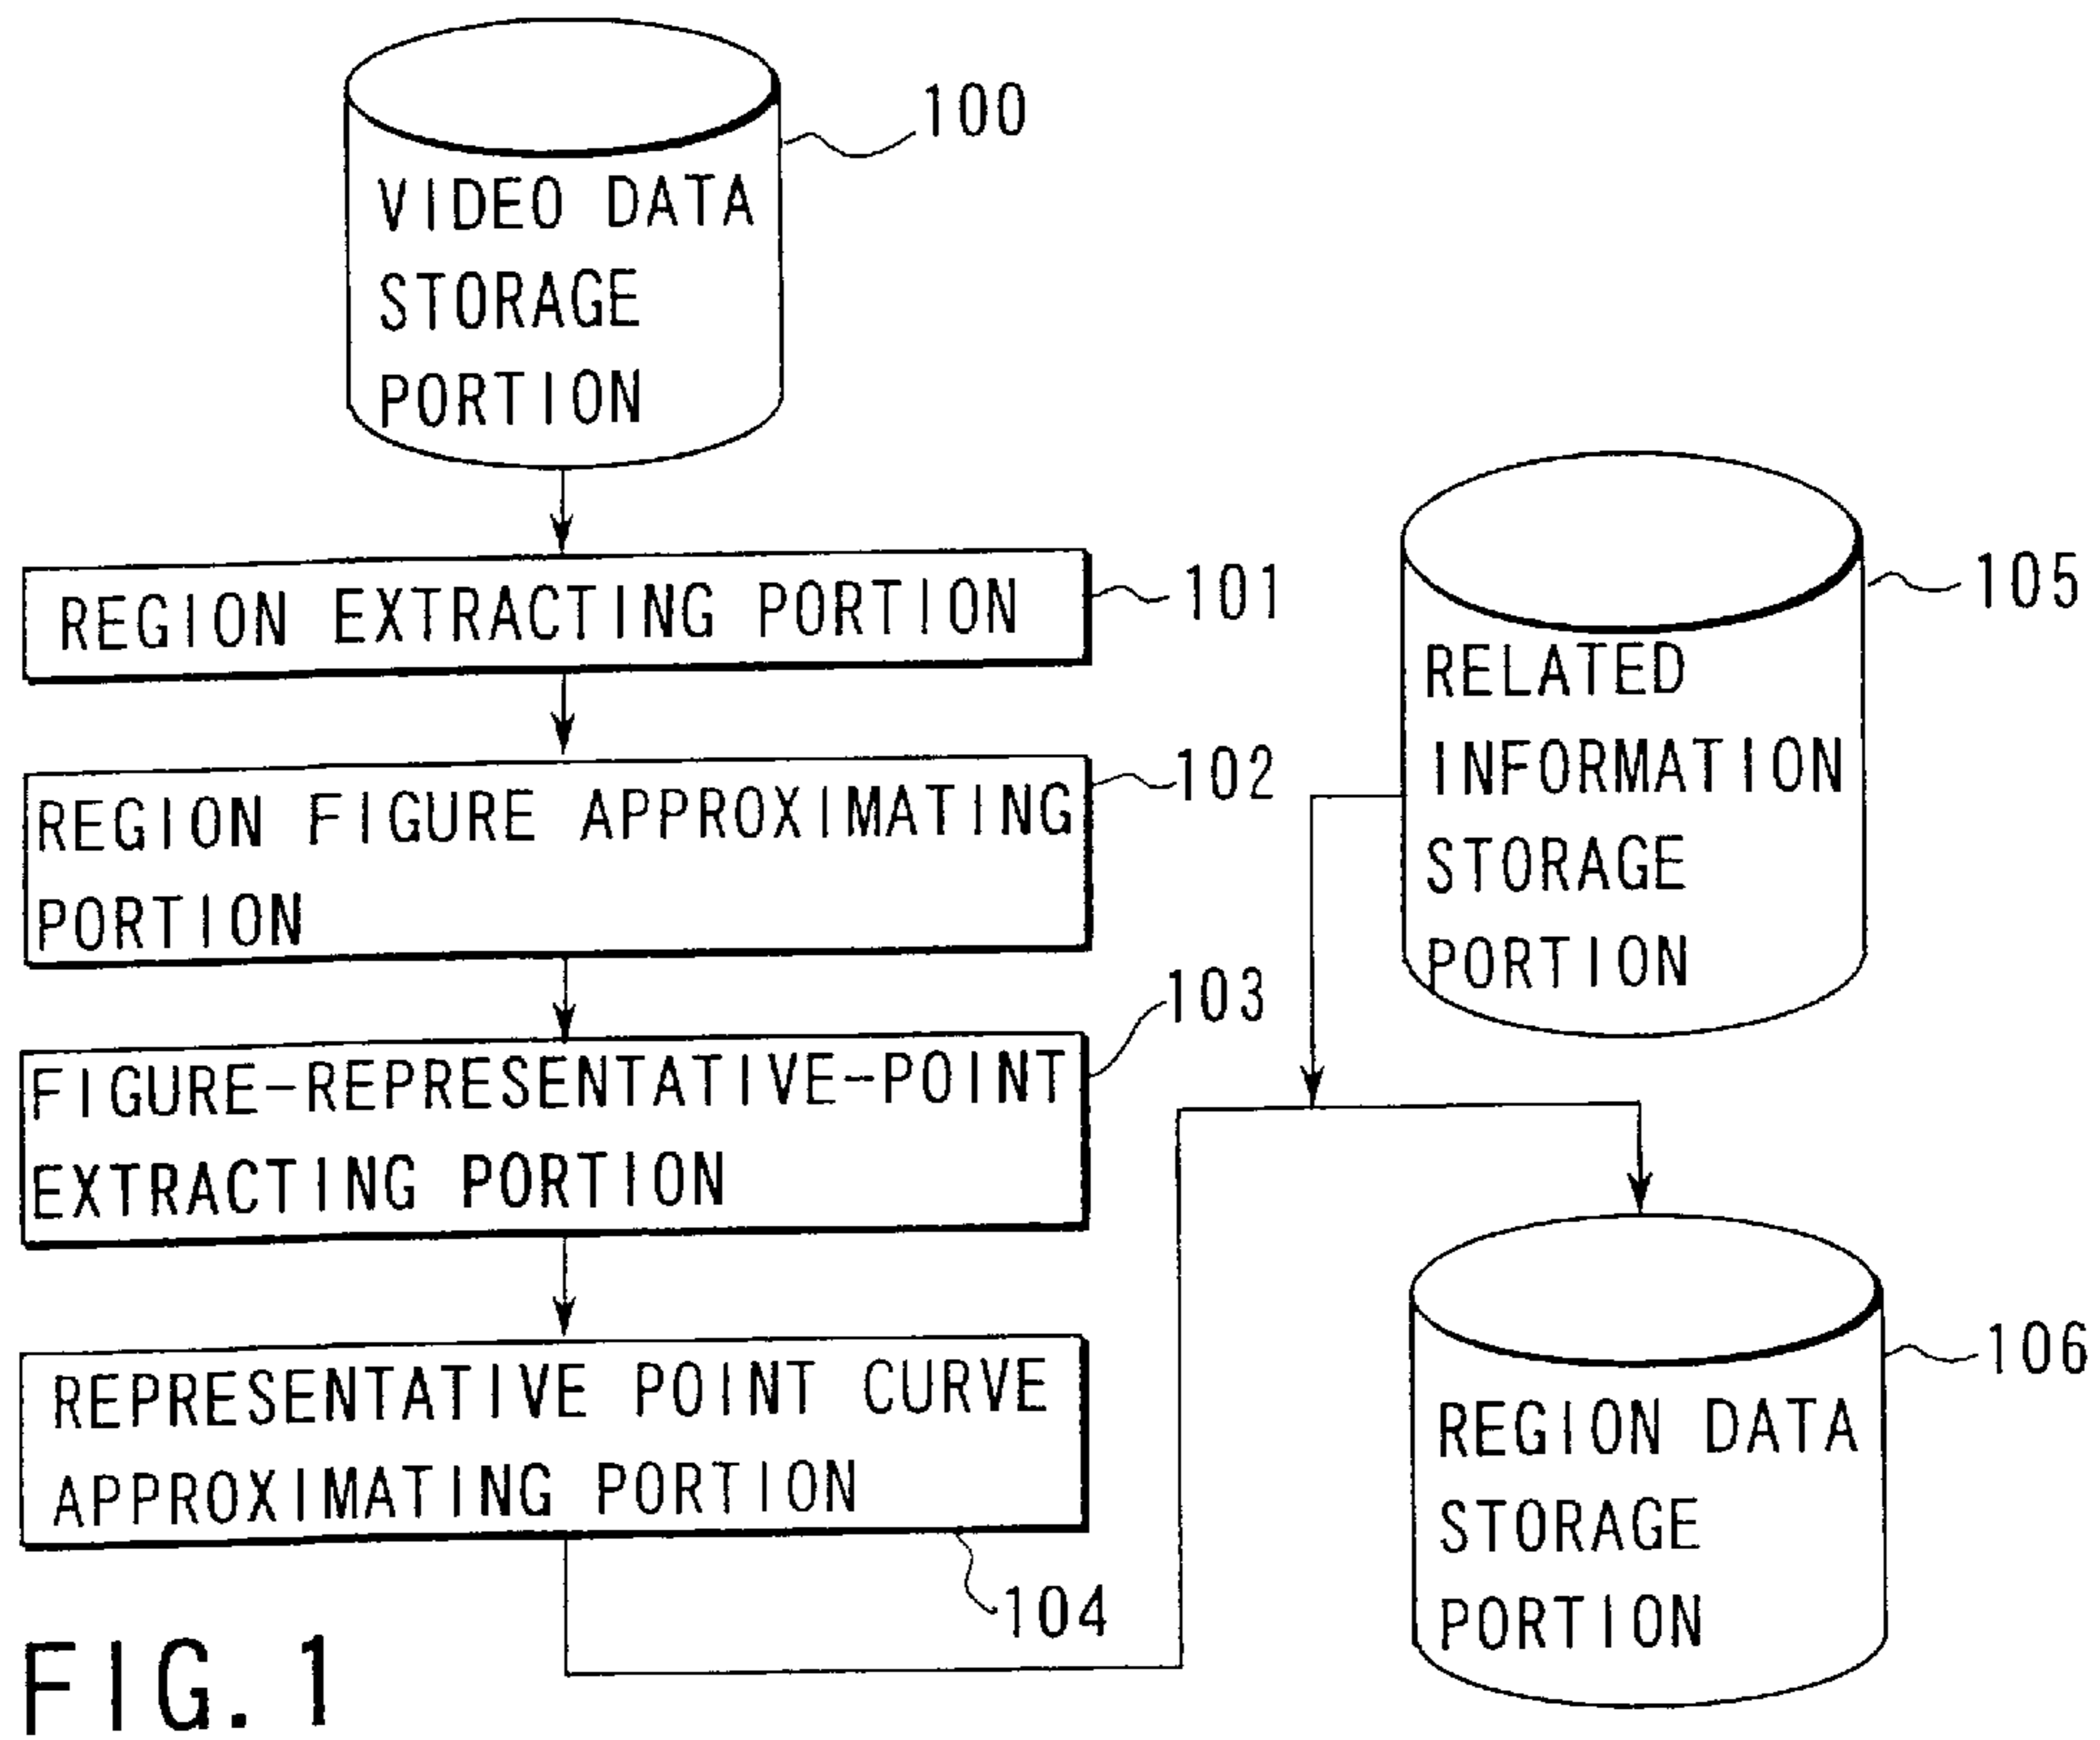 100
VIDEO DATA
STORAGE
PORTION
REGION EXTRACTING PORTION
101
REGION FIGURE APPROXIMATING
PORTION
102
FIGURE-REPRESENTATIVE-POINT
EXTRACTING PORTION
103
REPRESENTATIVE POINT CURVE
APPROXIMATING PORTION
104
105
RELATED
INFORMATION
STORAGE
PORTION
106
REGION DATA
STORAGE
PORTION
FIG. 1